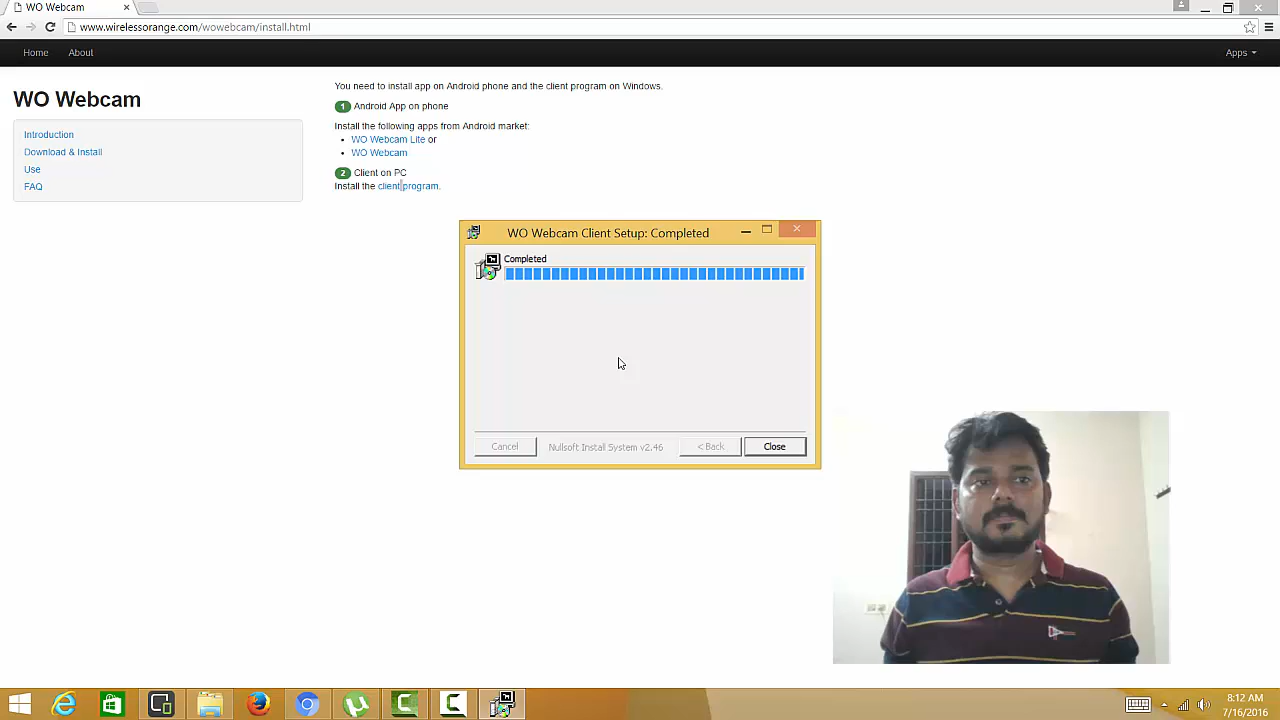 WO Webcam
www.wirelessorange.com/wowebcam/install.html
Home
About
Apps
WO Webcam
Introduction
Download & Install
Use
FAQ
You need to install app on Android phone and the client program on Windows.
1 Android App on phone
Install the following apps from Android market:
• WO Webcam Lite or
• WO Webcam
2 Client on PC
Install the client program.
WO Webcam Client Setup: Completed
Completed
Cancel
Nullsoft Install System v2.46
< Back
Close
8:12 AM
7/16/2016